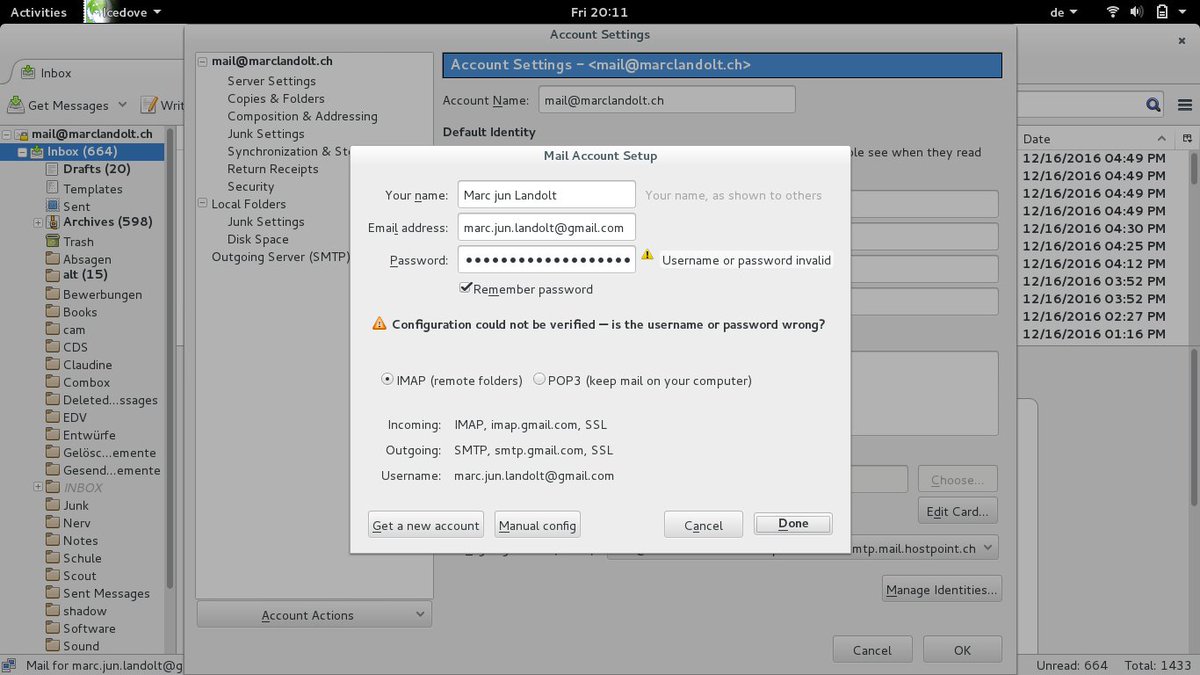 Activities
Icedove
Fri 20:11
de
Account Settings
Inbox
Get Messages
Writ
mail@marclandolt.ch
Inbox (664)
Drafts (20)
Templates
Sent
Archives (598)
Trash
Absagen
alt (15)
Bewerbungen
Books
cam
CDS
Claudine
Combox
Deleted...ssages
EDV
Entwürfe
Gelösc...emente
Gesend...emente
INBOX
Junk
Nerv
Notes
Schule
Scout
Sent Messages
shadow
Software
Sound
mail@marclandolt.ch
Server Settings
Copies & Folders
Composition & Addressing
Junk Settings
Synchronization & Sto
Return Receipts
Security
Local Folders
Junk Settings
Disk Space
Outgoing Server (SMTP)
Account Actions
Account Settings - <mail@marclandolt.ch>
Account Name: mail@marclandolt.ch
Default Identity
ple see when they read
Mail Account Setup
Your name: Marc jun Landolt Your name, as shown to others
Email address: marc.jun.landolt@gmail.com
Password: ●●●●●●●●●●●●●●●●●●● Username or password invalid
Remember password
Configuration could not be verified — is the username or password wrong?
IMAP (remote folders) POP3 (keep mail on your computer)
Incoming: IMAP, imap.gmail.com, SSL
Outgoing: SMTP, smtp.gmail.com, SSL
Username: marc.jun.landolt@gmail.com
Get a new account Manual config Cancel Done
Choose...
Edit Card...
mtp.mail.hostpoint.ch
Manage Identities...
Cancel OK
Date
12/16/2016 04:49 PM
12/16/2016 04:49 PM
12/16/2016 04:49 PM
12/16/2016 04:49 PM
12/16/2016 04:30 PM
12/16/2016 04:25 PM
12/16/2016 04:12 PM
12/16/2016 03:52 PM
12/16/2016 03:52 PM
12/16/2016 02:27 PM
12/16/2016 01:16 PM
Mail for marc.jun.landolt@g
Unread: 664 Total: 1433